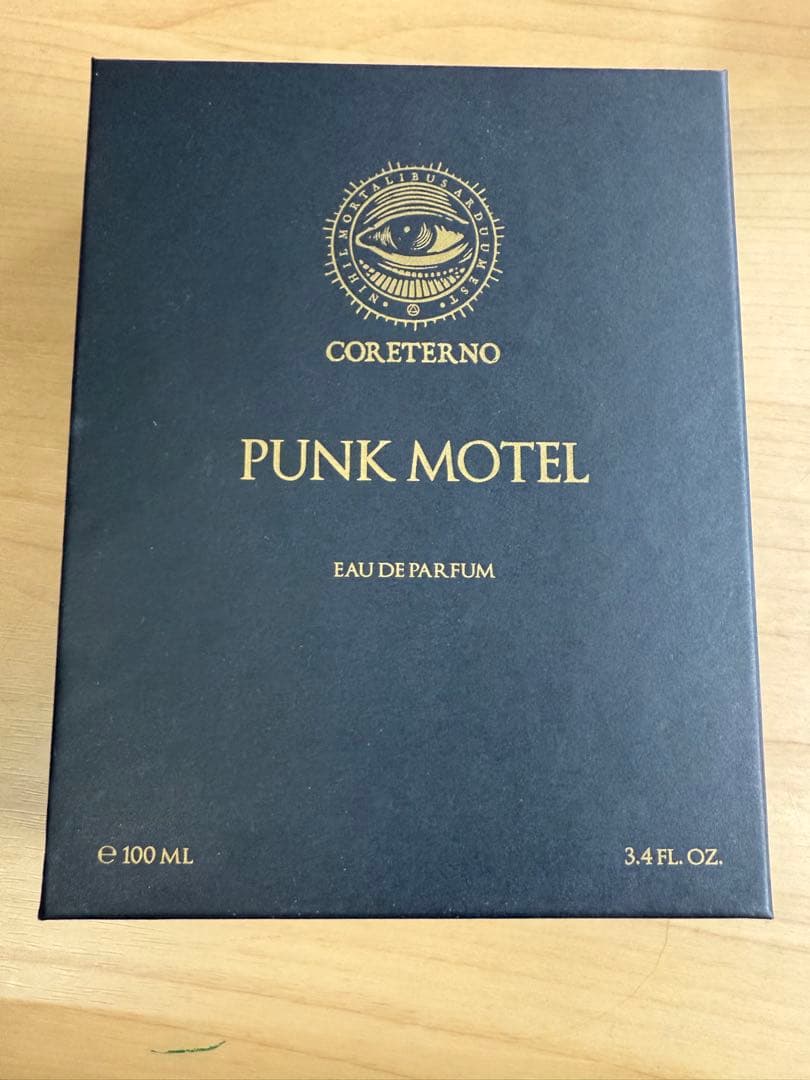 • NIHIL MORTALIBUS ARDUUM EST •
CORETERNO
PUNK MOTEL
EAU DE PARFUM
℮ 100 ML
3.4 FL. OZ.